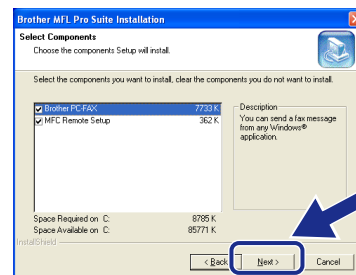 Brother MFL Pro Suite Installation
Select Components
Choose the components Setup will install.
Select the components you want to install, clear the components you do not want to install.
Brother PC-FAX 7733 K
MFC Remote Setup 362 K
Description
You can send a fax message
from any Windows®
application.
Space Required on C: 8785 K
Space Available on C: 85771 K
InstallShield
< Back Next > Cancel